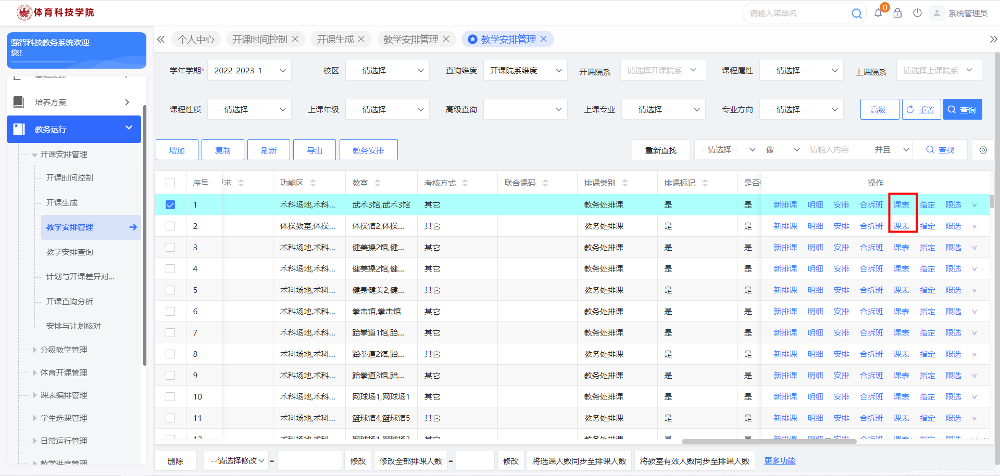 体育科技学院
请输入菜单名
0
系统管理员
强智科技教务系统欢迎
您!
个人中心
开课时间控制
开课生成
教学安排管理
教学安排管理
学年学期* 2022-2023-1
校区 ---请选择---
查询维度 开课院系维度
开课院系 请选择开课院系
课程属性 ---请选择---
上课院系 请选择上课院系
课程性质 ---请选择---
上课年级 ---请选择---
高级查询
上课专业 ---请选择---
专业方向 ---请选择---
高级 重置 查询
基础资源
培养方案
教务运行
开课安排管理
开课时间控制
开课生成
教学安排管理
教学安排查询
计划与开课差异对...
开课查询分析
安排与计划核对
分级教学管理
体育开课管理
课表编排管理
学生选课管理
日常运行管理
教学进度管理
增加 复制 刷新 导出 教务安排
重新查找 --请选择-- 像 请输入内容 并且 查找
序号 求 功能区 教室 考核方式 联合课码 排课类别 排课标记 是否 操作
1 术科场地,术科... 武术3馆,武术3馆 其它 教务处排课 是 是 新排课 明细 安排 合拆班 课表 指定 限选
2 体操教室,体操... 体操馆2,体操... 其它 教务处排课 是 是 新排课 明细 安排 合拆班 课表 指定 限选
3 术科场地,术科... 健美操2馆,健... 其它 教务处排课 是 是 新排课 明细 安排 合拆班 课表 指定 限选
4 术科场地,术科... 健美操2馆,健... 其它 教务处排课 是 是 新排课 明细 安排 合拆班 课表 指定 限选
5 术科场地,术科... 健身健美2,健... 其它 教务处排课 是 是 新排课 明细 安排 合拆班 课表 指定 限选
6 术科场地,术科... 拳击馆,拳击馆 其它 教务处排课 是 是 新排课 明细 安排 合拆班 课表 指定 限选
7 术科场地,术科... 跆拳道1馆,跆... 其它 教务处排课 是 是 新排课 明细 安排 合拆班 课表 指定 限选
8 术科场地,术科... 跆拳道2馆,跆... 其它 教务处排课 是 是 新排课 明细 安排 合拆班 课表 指定 限选
9 术科场地,术科... 跆拳道3馆,跆... 其它 教务处排课 是 是 新排课 明细 安排 合拆班 课表 指定 限选
10 术科场地,术科... 网球场1,网球场1 其它 教务处排课 是 是 新排课 明细 安排 合拆班 课表 指定 限选
11 术科场地,术科... 篮球馆4,篮球馆5 其它 教务处排课 是 是 新排课 明细 安排 合拆班 课表 指定 限选
删除 --请选择修改 = 修改 修改全部排课人数 = 修改 将选课人数同步至排课人数 将教室有效人数同步至排课人数 更多功能